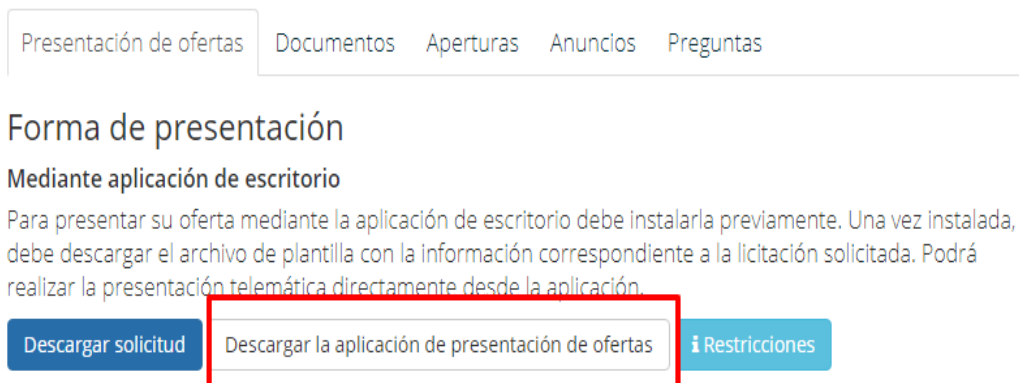 Presentación de ofertas Documentos Aperturas Anuncios Preguntas
Forma de presentación
Mediante aplicación de escritorio
Para presentar su oferta mediante la aplicación de escritorio debe instalarla previamente. Una vez instalada,
debe descargar el archivo de plantilla con la información correspondiente a la licitación solicitada. Podrá
realizar la presentación telemática directamente desde la aplicación.
Descargar solicitud Descargar la aplicación de presentación de ofertas i Restricciones